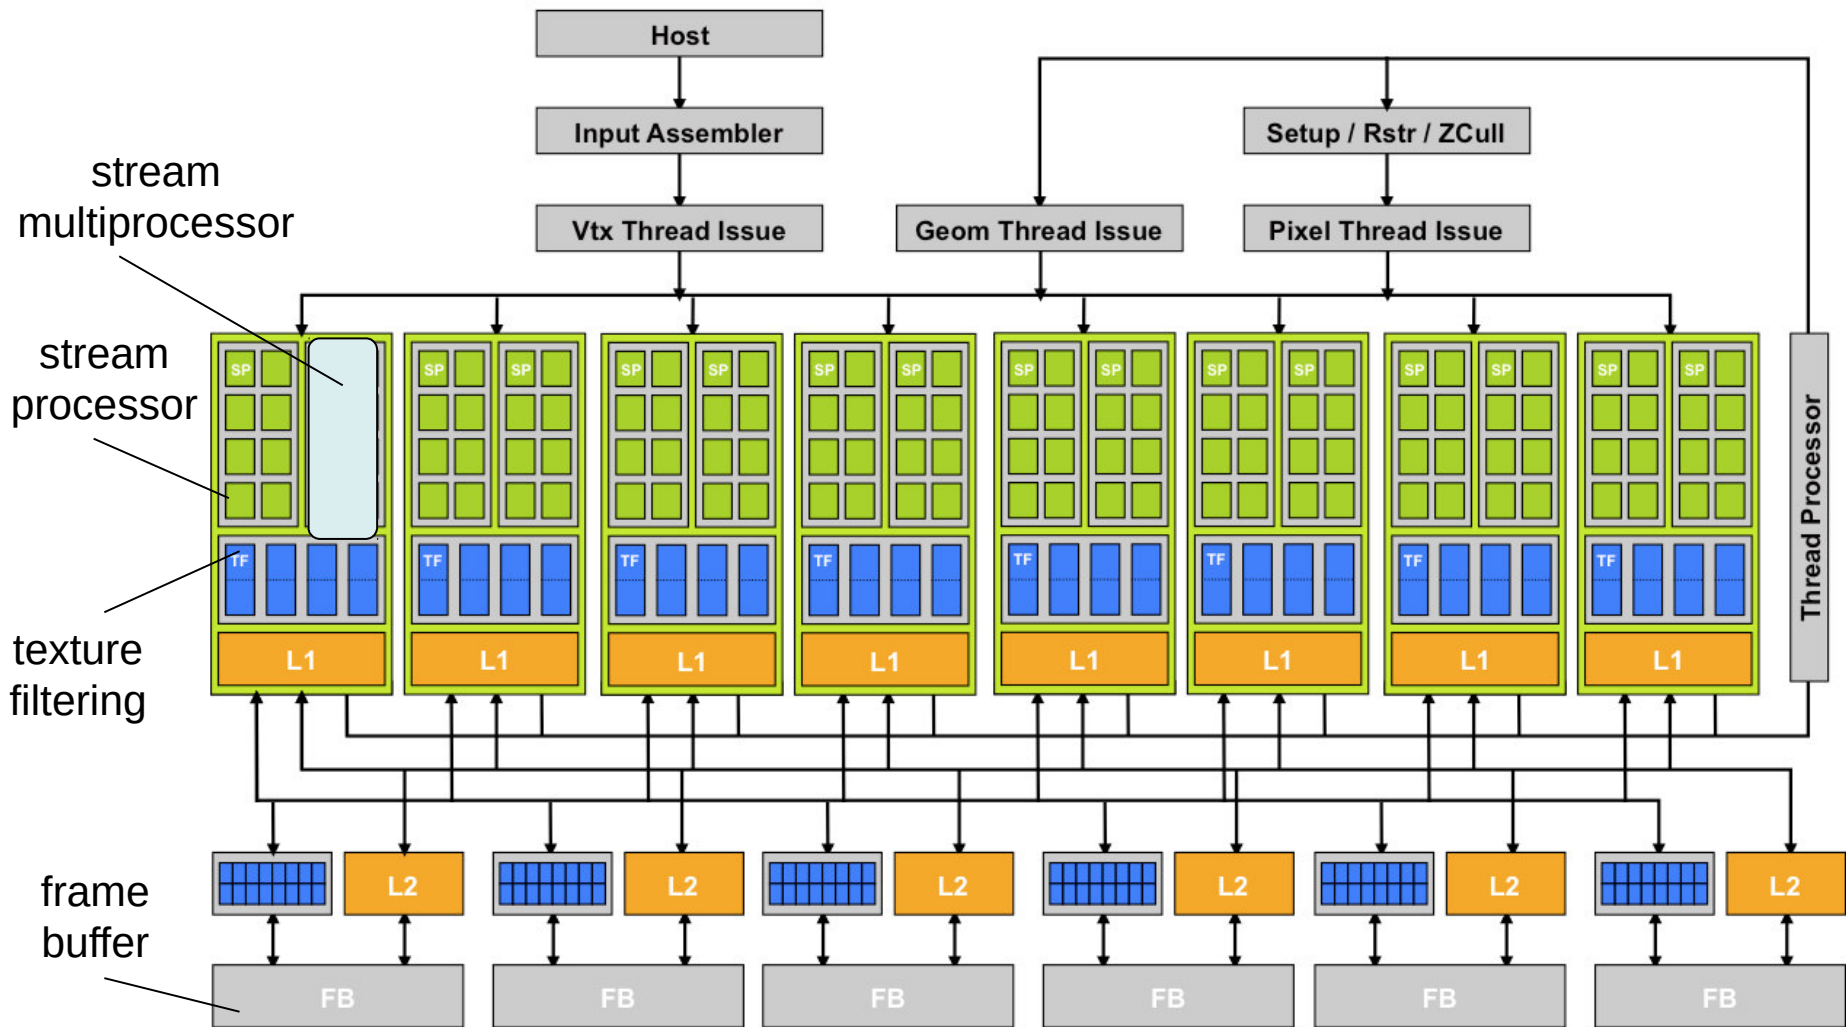 Host
Input Assembler
Setup / Rstr / ZCull
Vtx Thread Issue
Geom Thread Issue
Pixel Thread Issue
stream
multiprocessor
stream
processor
texture
filtering
frame
buffer
SP SP SP SP SP SP SP SP SP SP SP SP SP SP SP
Thread Processor
TF TF TF TF TF TF TF TF
L1 L1 L1 L1 L1 L1 L1 L1
L2 L2 L2 L2 L2 L2
FB FB FB FB FB FB